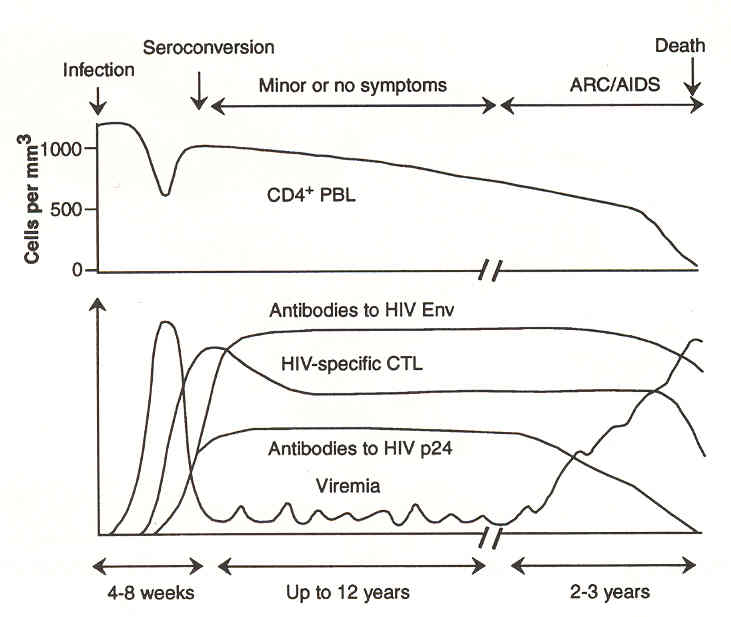 Death
Seroconversion
Infection
Minor or no symptoms
ARC/AIDS
Cells per mm3
1000
500
0
CD4+ PBL
Antibodies to HIV Env
HIV-specific CTL
Antibodies to HIV p24
Viremia
4-8 weeks
Up to 12 years
2-3 years